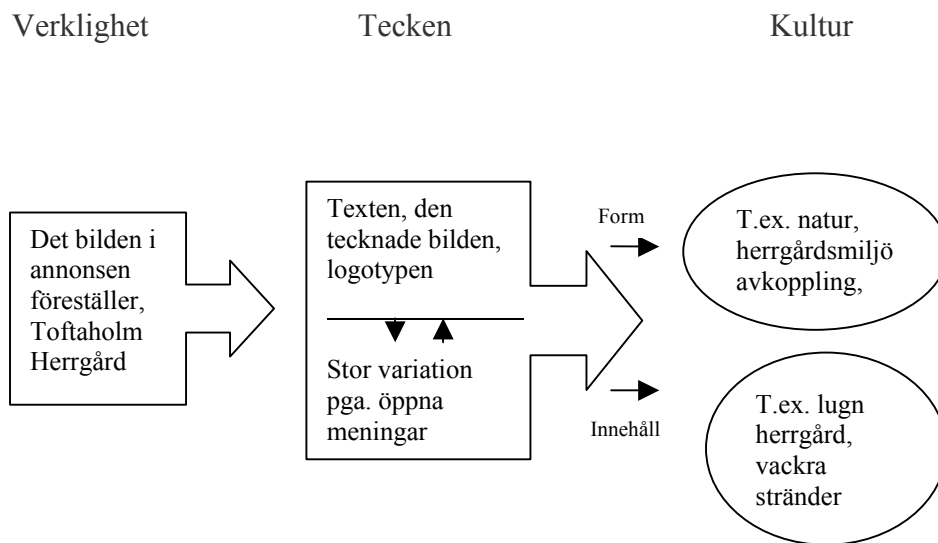 Verklighet
Tecken
Kultur
Det bilden i
annonsen
föreställer,
Toftaholm
Herrgård
Texten, den
tecknade bilden,
logotypen
Stor variation
pga. öppna
meningar
Form
Innehåll
T.ex. natur,
herrgårdsmiljö
avkoppling,
T.ex. lugn
herrgård,
vackra
stränder